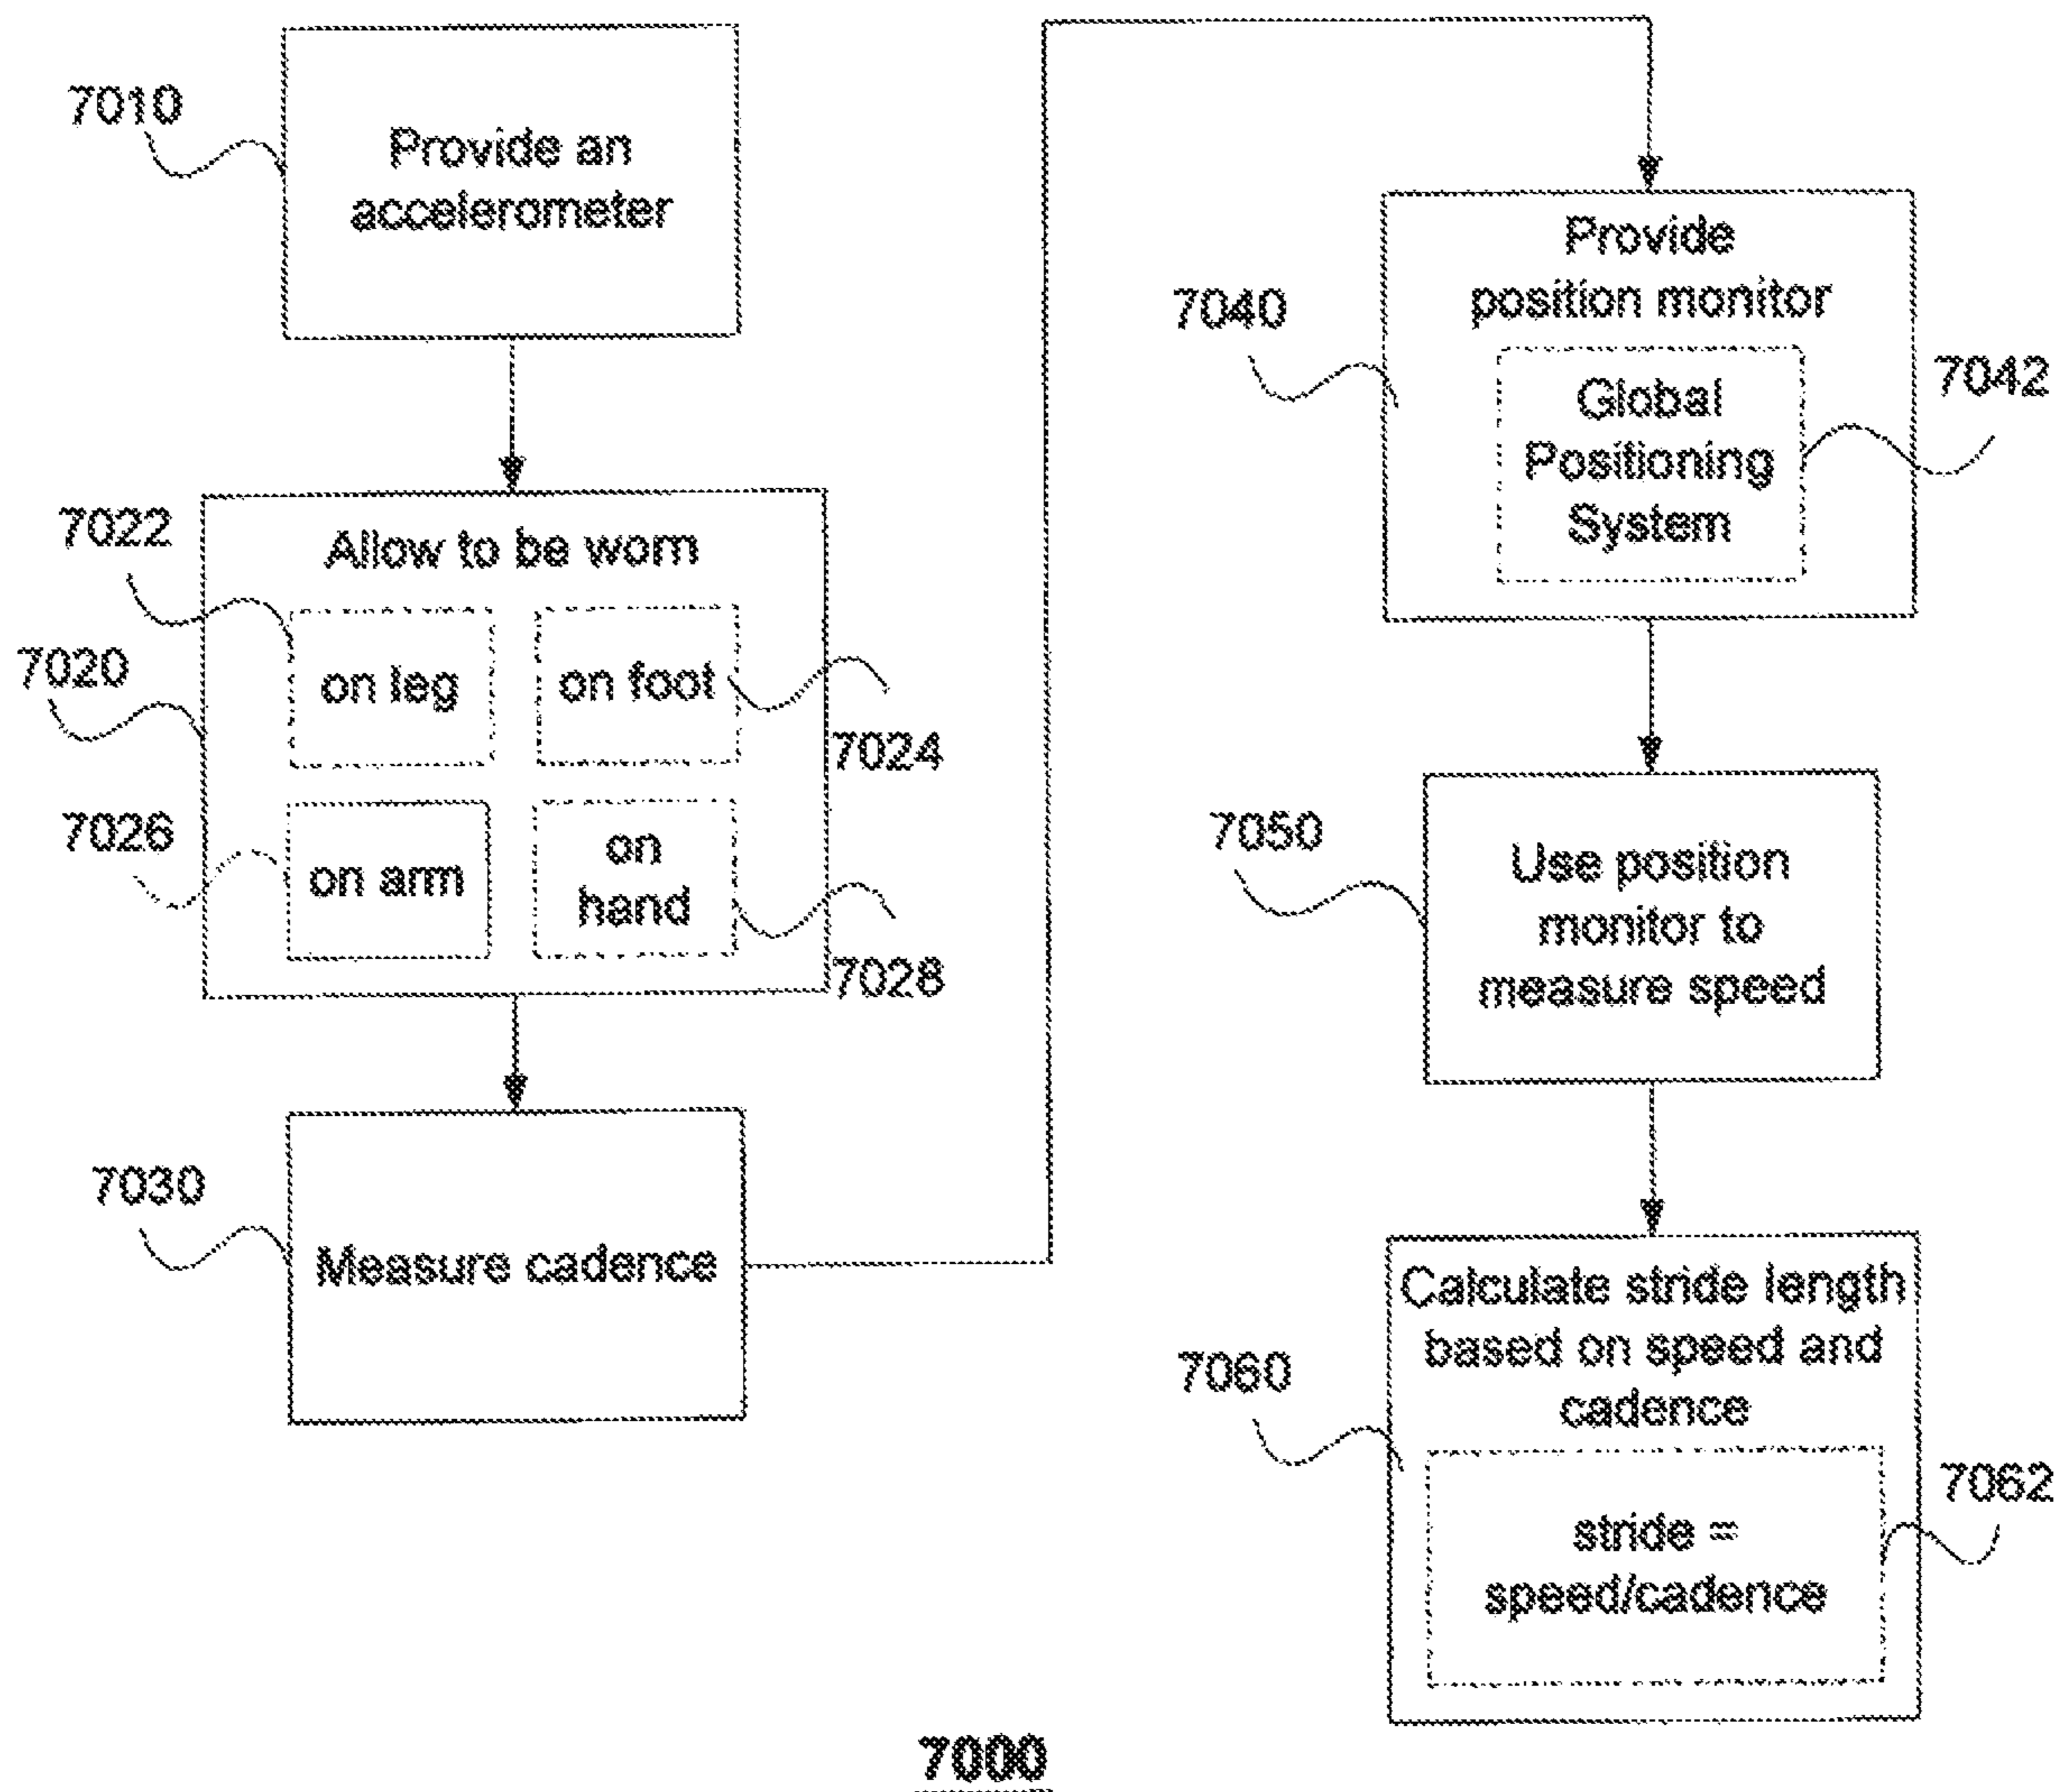 7010
Provide an
accelerometer
7022
Allow to be worn
7020
on leg
on foot
7024
7026
on arm
on
hand
7028
7030
Measure cadence
7040
Provide
position monitor
7042
Global
Positioning
System
7050
Use position
monitor to
measure speed
7060
Calculate stride length
based on speed and
cadence
7062
stride =
speed/cadence
7000